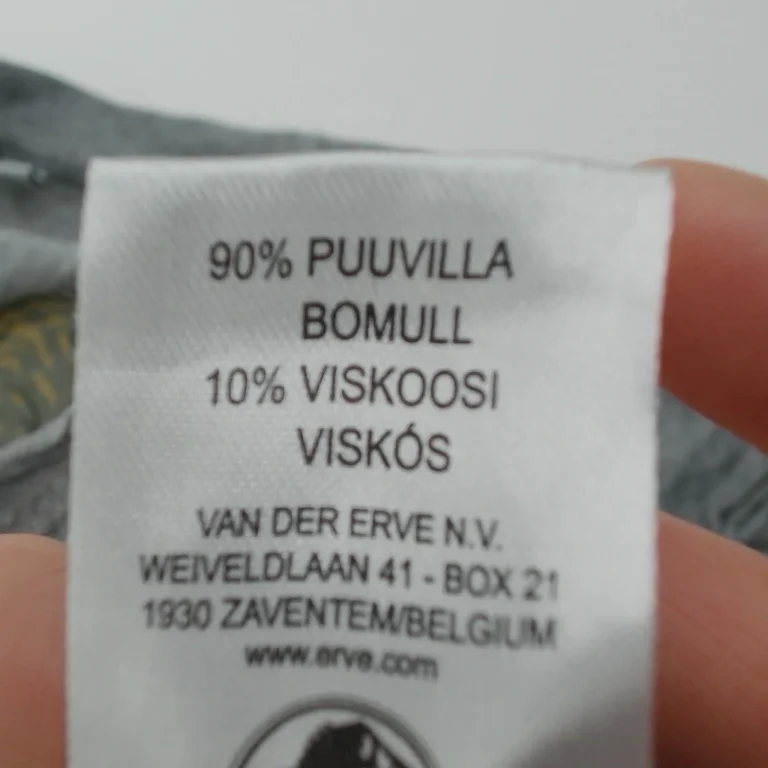 90% PUUVILLA
BOMULL
10% VISKOOSI
VISKÓS
VAN DER ERVE N.V.
WEIVELDLAAN 41 - BOX 21
1930 ZAVENTEM/BELGIUM
www.erve.com